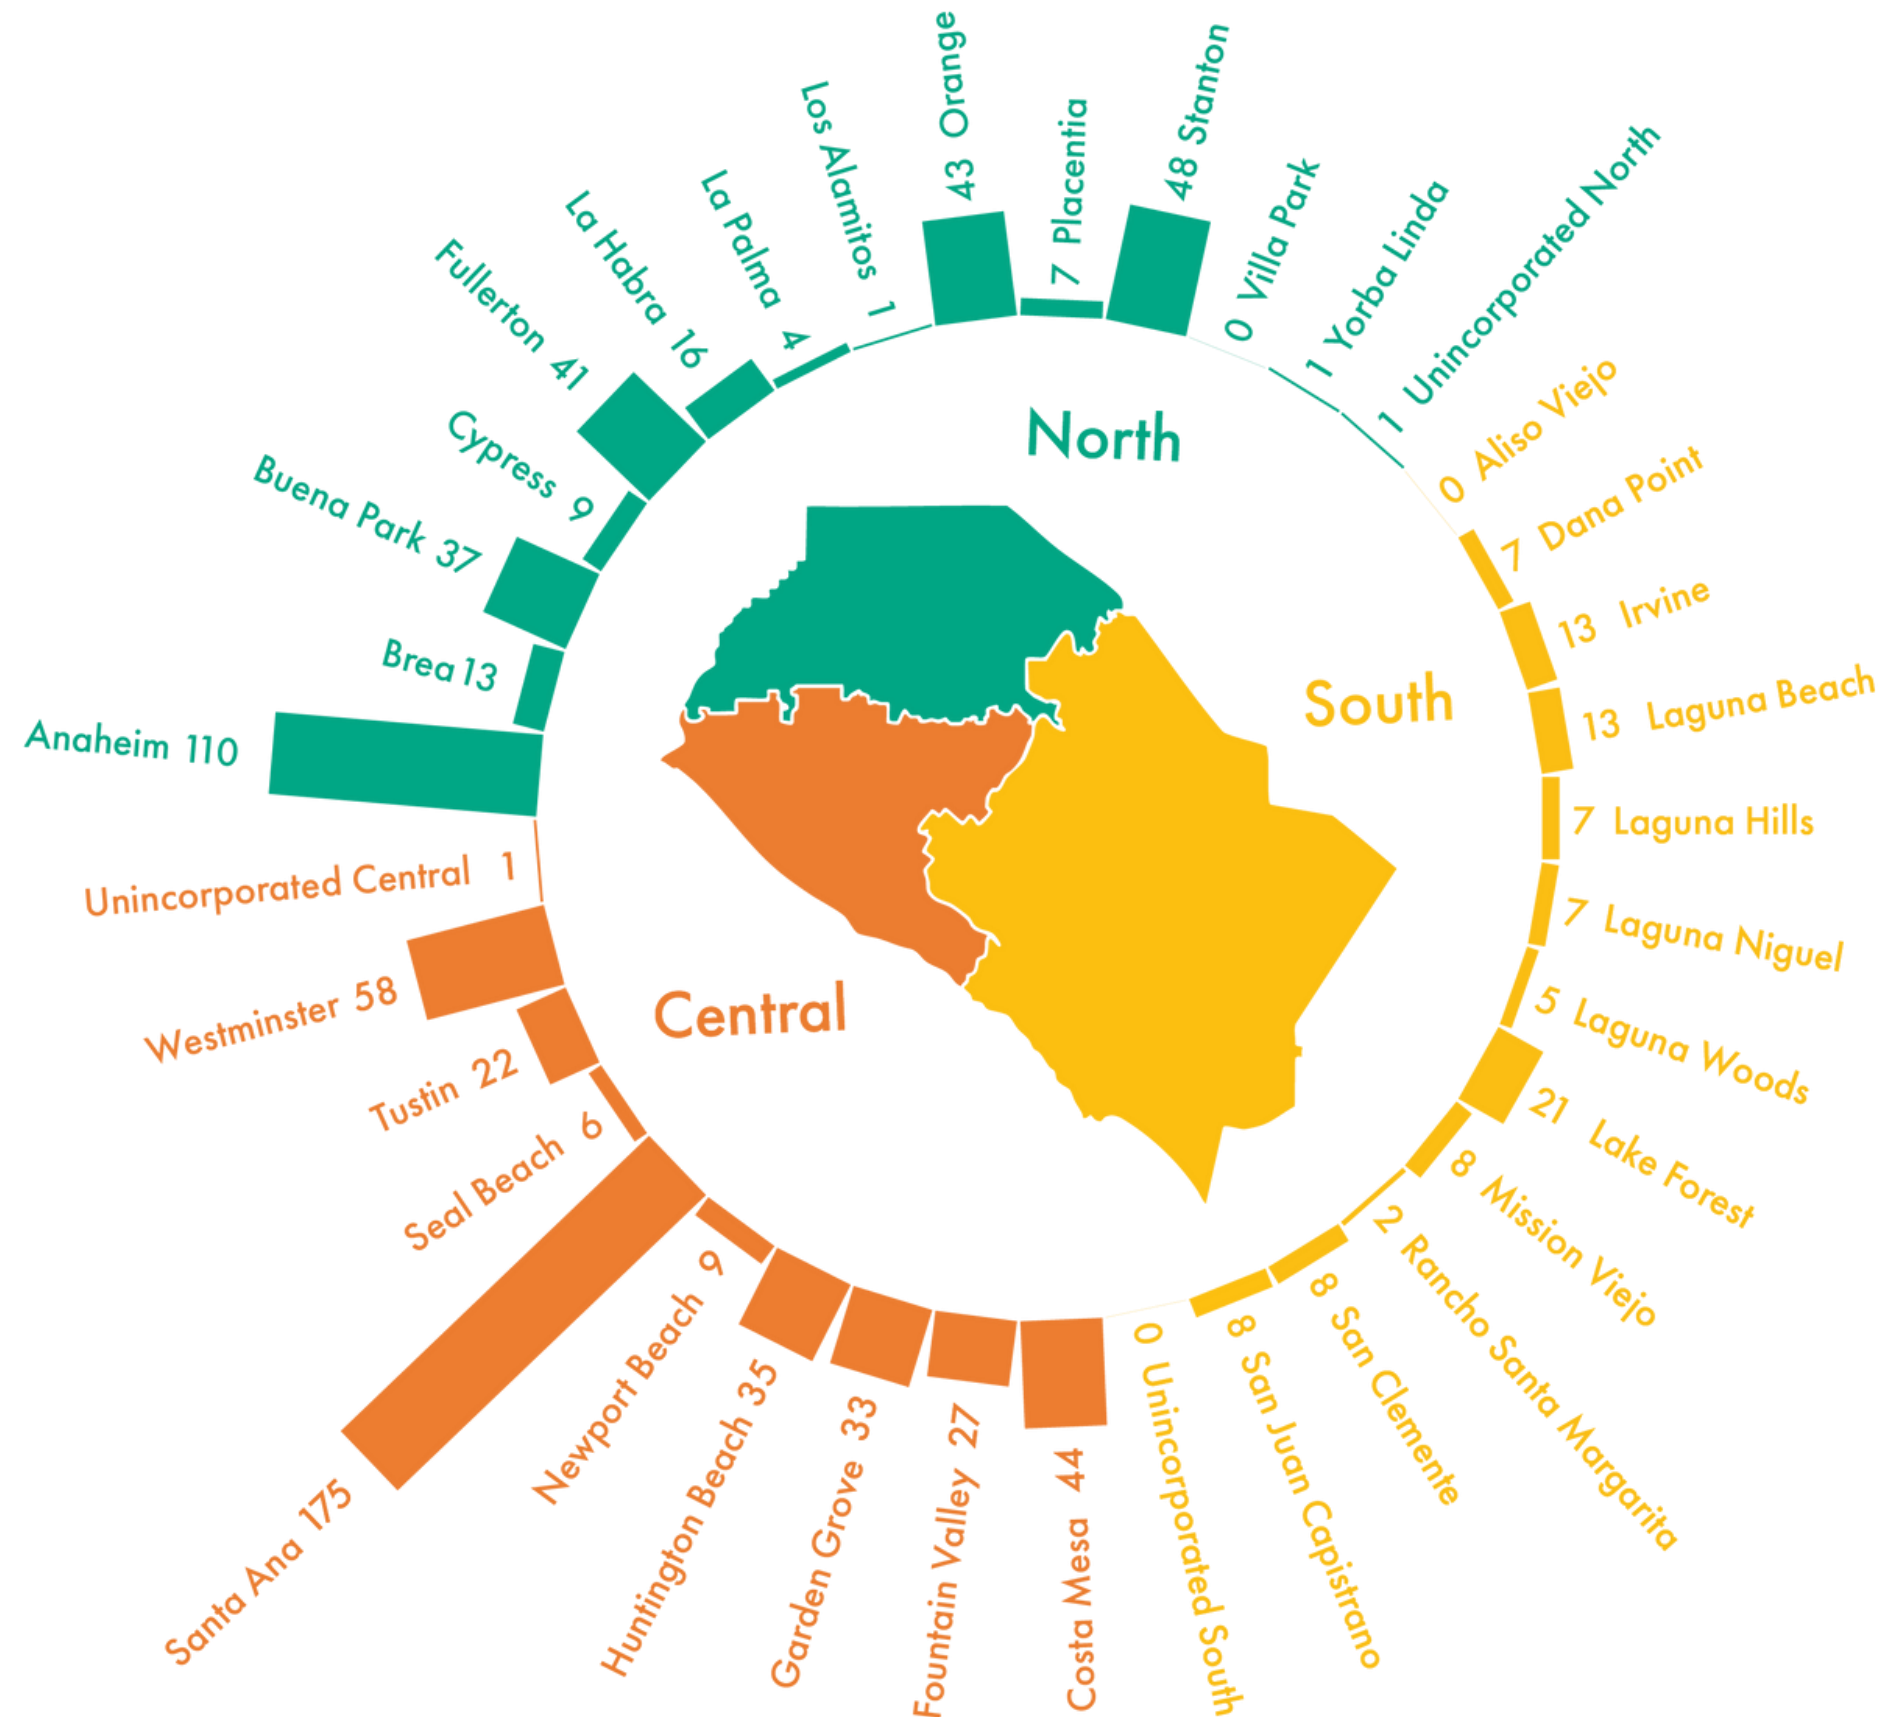 Anaheim 110
Brea 13
Buena Park 37
Cypress 9
Fullerton 41
La Habra 16
La Palma 4
Los Alamitos 1
43 Orange
7 Placentia
48 Stanton
0 Villa Park
1 Yorba Linda
1 Unincorporated North
0 Aliso Viejo
7 Dana Point
13 Irvine
13 Laguna Beach
7 Laguna Hills
7 Laguna Niguel
5 Laguna Woods
21 Lake Forest
8 Mission Viejo
2 Rancho Santa Margarita
8 San Clemente
8 San Juan Capistrano
0 Unincorporated South
Costa Mesa 44
Fountain Valley 27
Garden Grove 33
Huntington Beach 35
Newport Beach 9
Santa Ana 175
Seal Beach 6
Tustin 22
Westminster 58
Unincorporated Central 1
North
South
Central